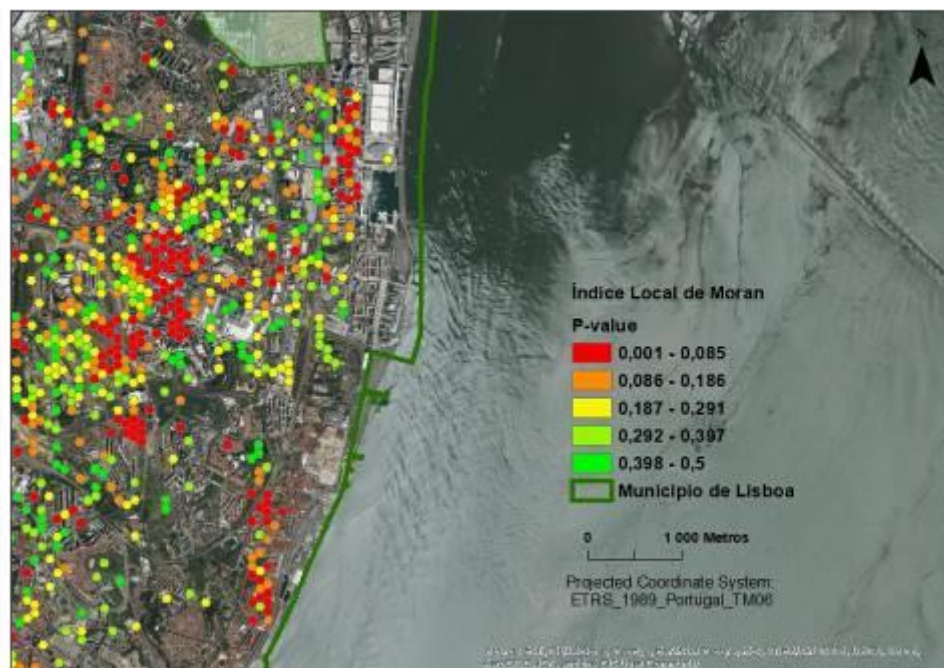 Índice Local de Moran
P-value
0,001 - 0,085
0,086 - 0,186
0,187 - 0,291
0,292 - 0,397
0,398 - 0,5
Município de Lisboa
0 1 000 Metros
Projected Coordinate System:
ETRS_1989_Portugal_TM06